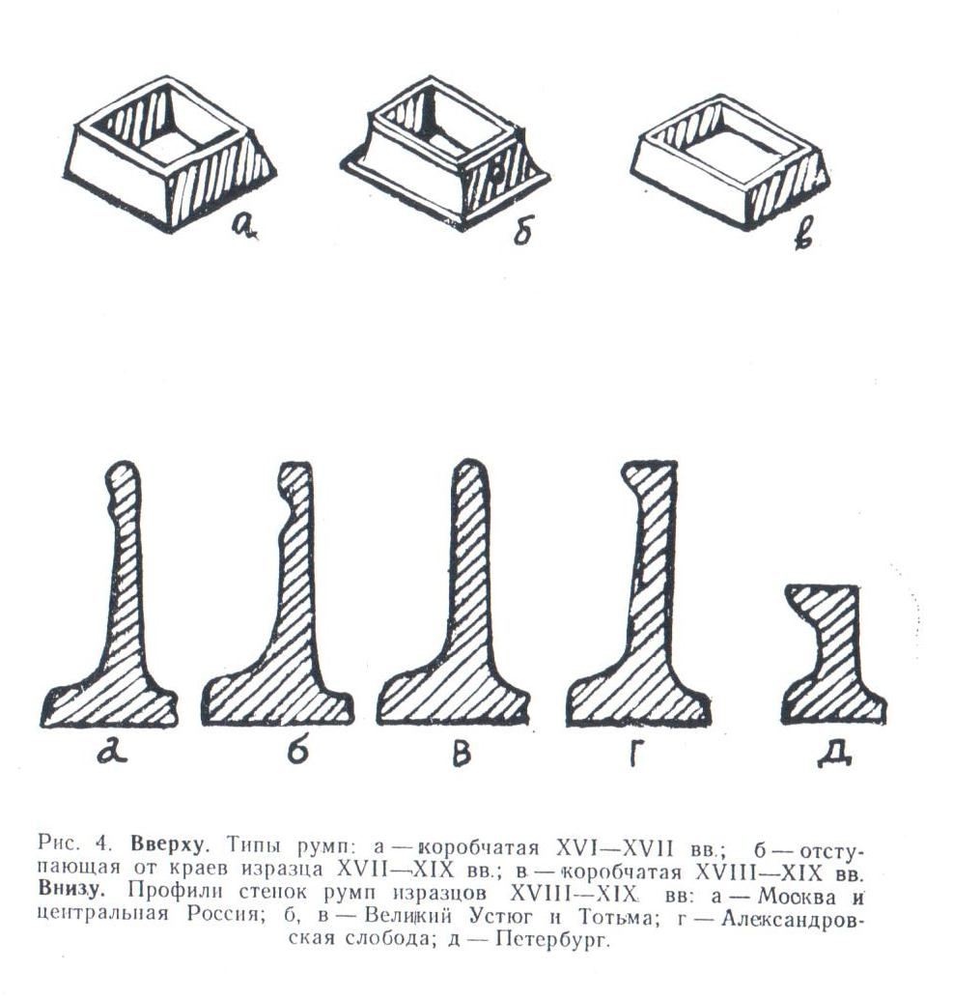 а б в
а б в г д
Рис. 4. Вверху. Типы румп: а — коробчатая XVI—XVII вв.; б — отсту-
пающая от краев изразца XVII—XIX вв.; в — коробчатая XVIII—XIX вв.
Внизу. Профили стенок румп изразцов XVIII—XIX вв: а — Москва и
центральная Россия; б, в — Великий Устюг и Тотьма; г — Александров-
ская слобода; д — Петербург.